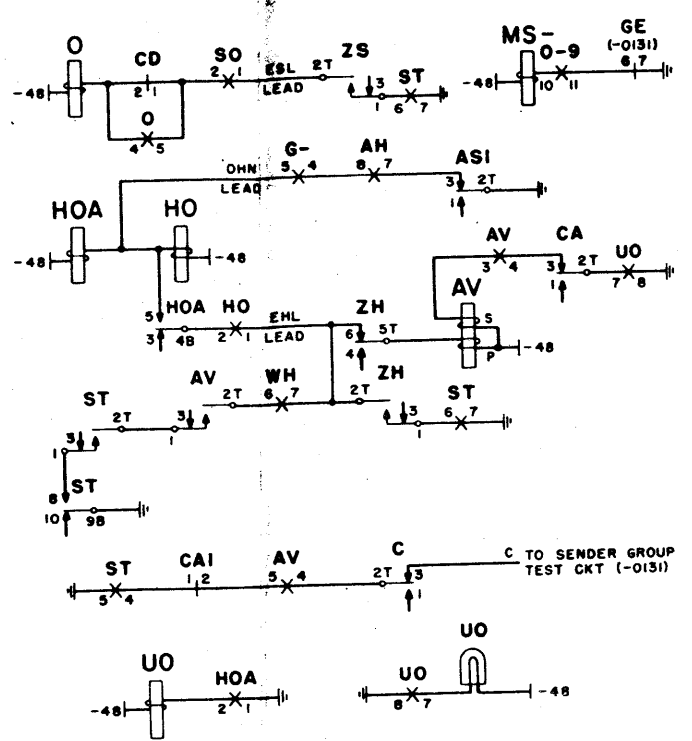 O CD SO ZS MS- GE
2 1 ESL 2T O-9 (-0131)
-48 2 1 LEAD 3 ST -48 10 11 6 7
O 1 6 7
4 5
G- AH
OHN 5 4 8 7 ASI
LEAD 3 2T
HOA HO 1
-48 -48 AV CA
3 4 3 2T UO
AV 1 7 8
5 HOA HO EHL ZH S
3 4B 2 1 LEAD 6 5T
4 P -48
AV WH ZH
ST 2T 6 7 2T ST
3 2T 3 3 6 7
1 1 1
8 ST
10 9B
ST CAI AV C C TO SENDER GROUP
5 4 1 2 5 4 2T 3 TEST CKT (-0131)
1
UO UO
HOA UO
-48 2 1 8 7 -48